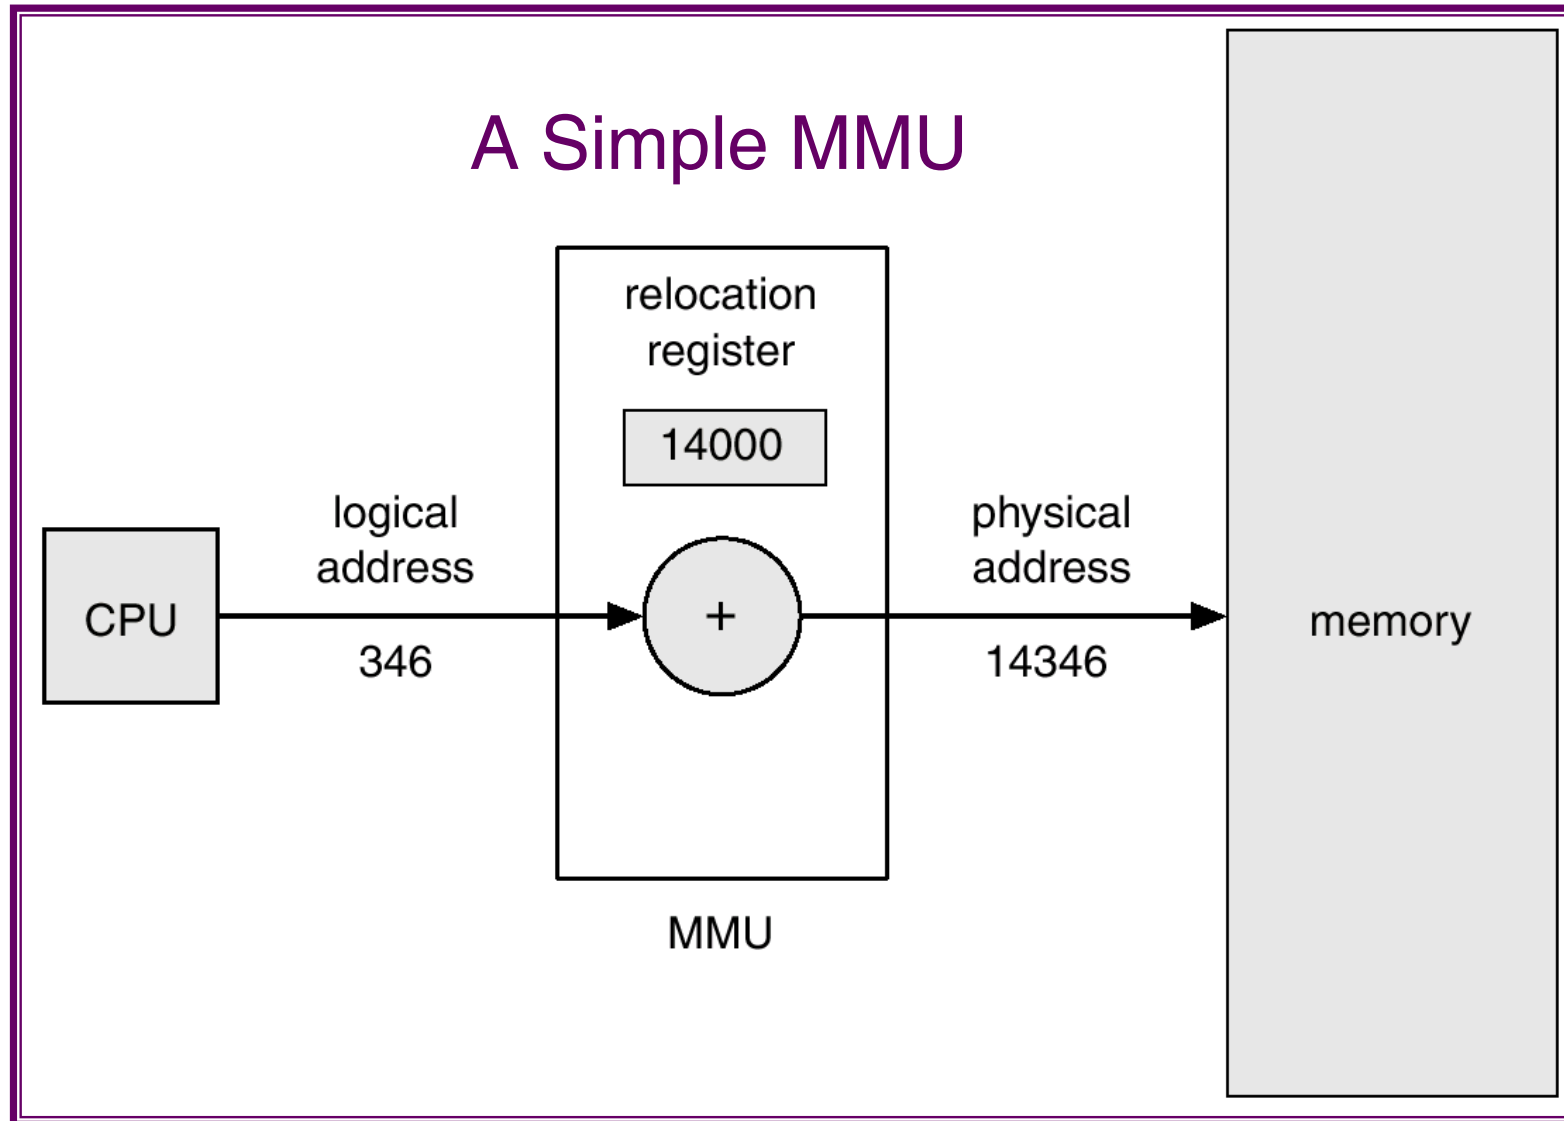 A Simple MMU
relocation
register
14000
logical
address
physical
address
CPU
+
memory
346
14346
MMU